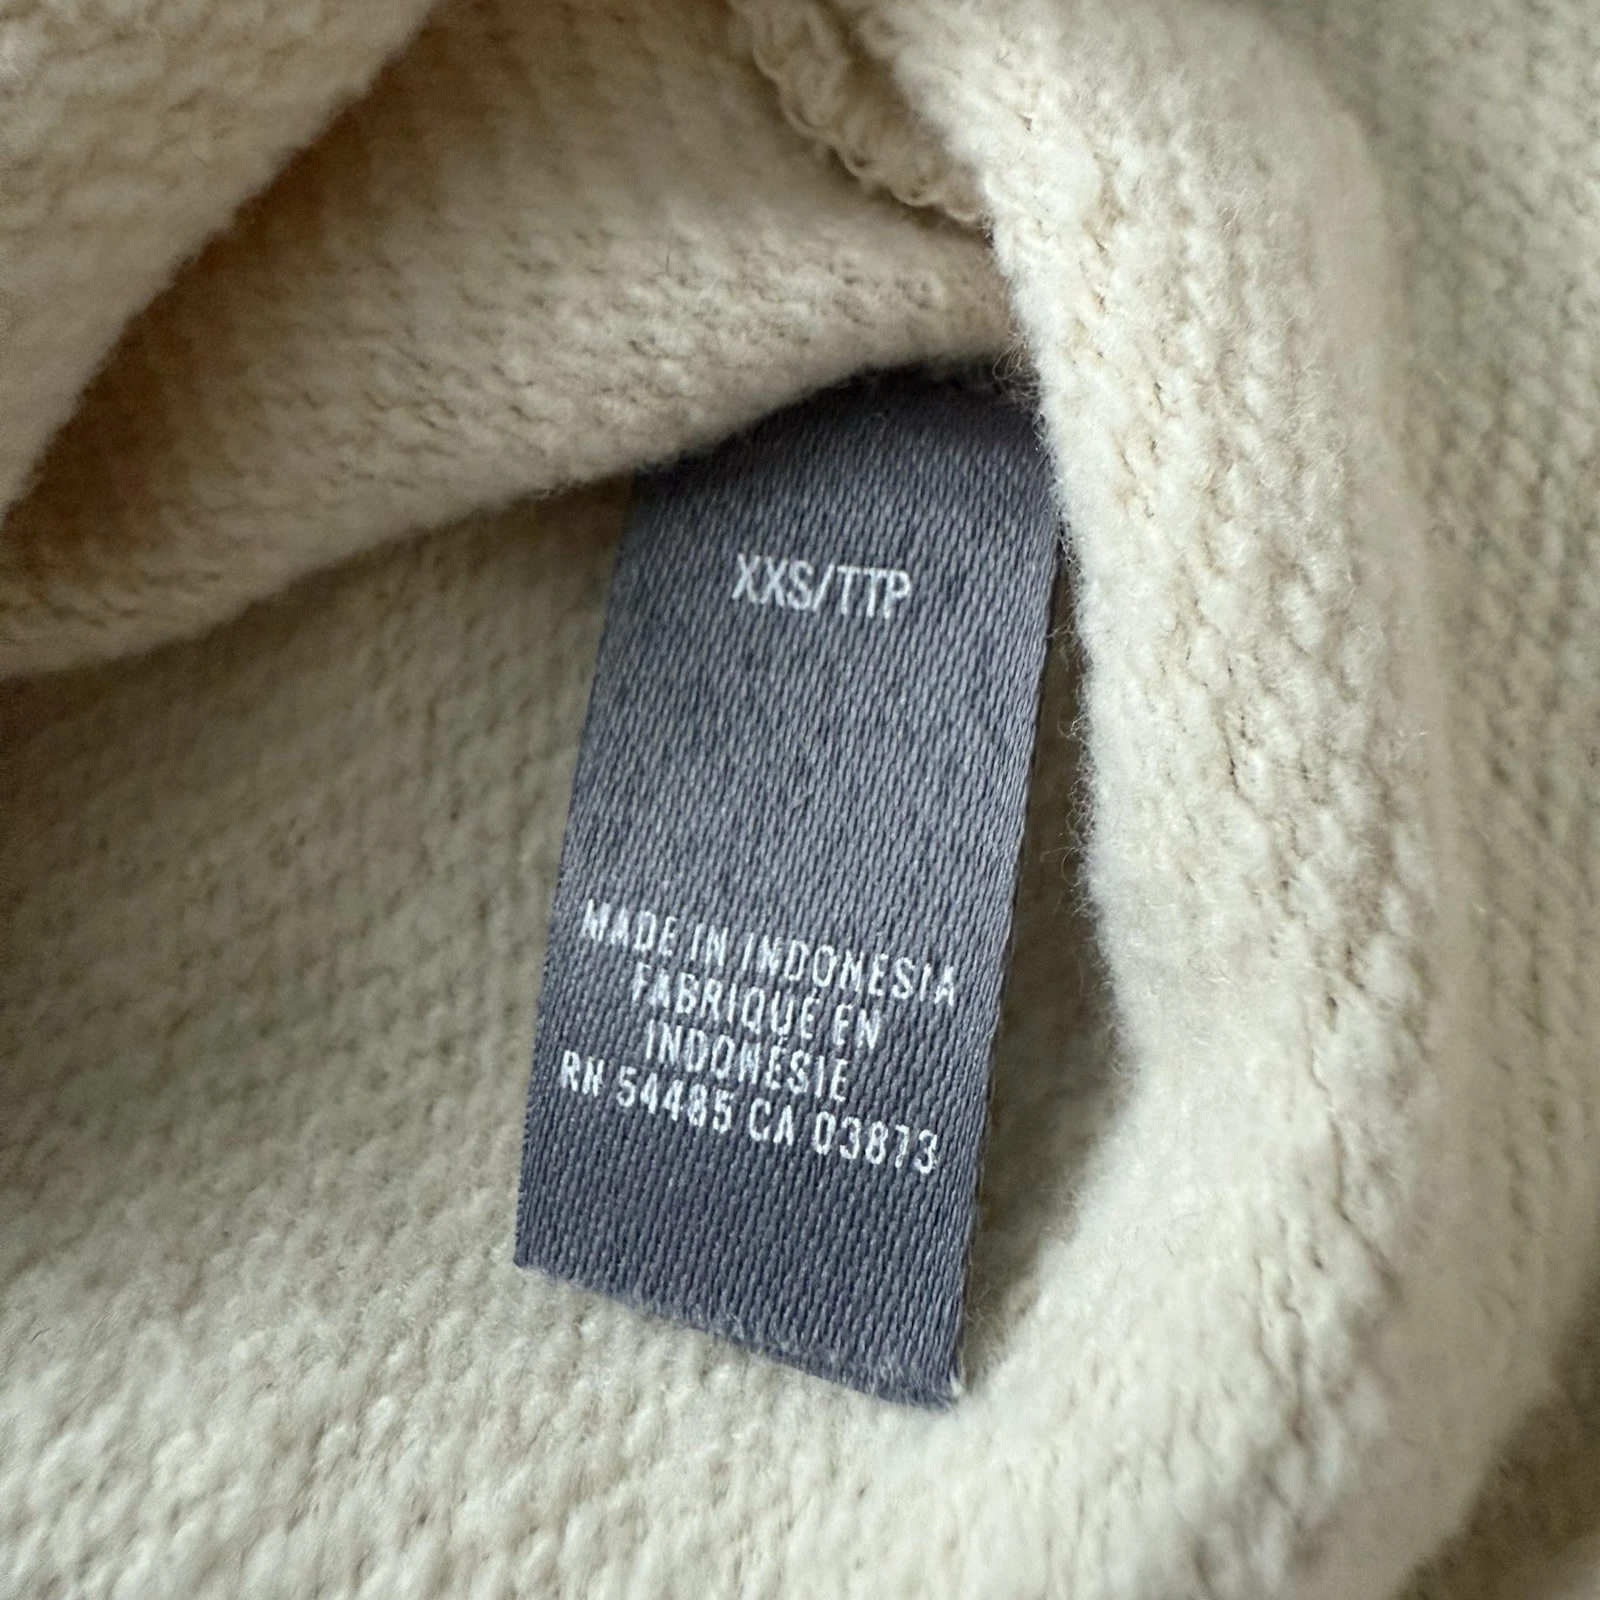 XXS/TTP
MADE IN INDONESIA
FABRIQUÉ EN
INDONÉSIE
RN 54485 CA 03873